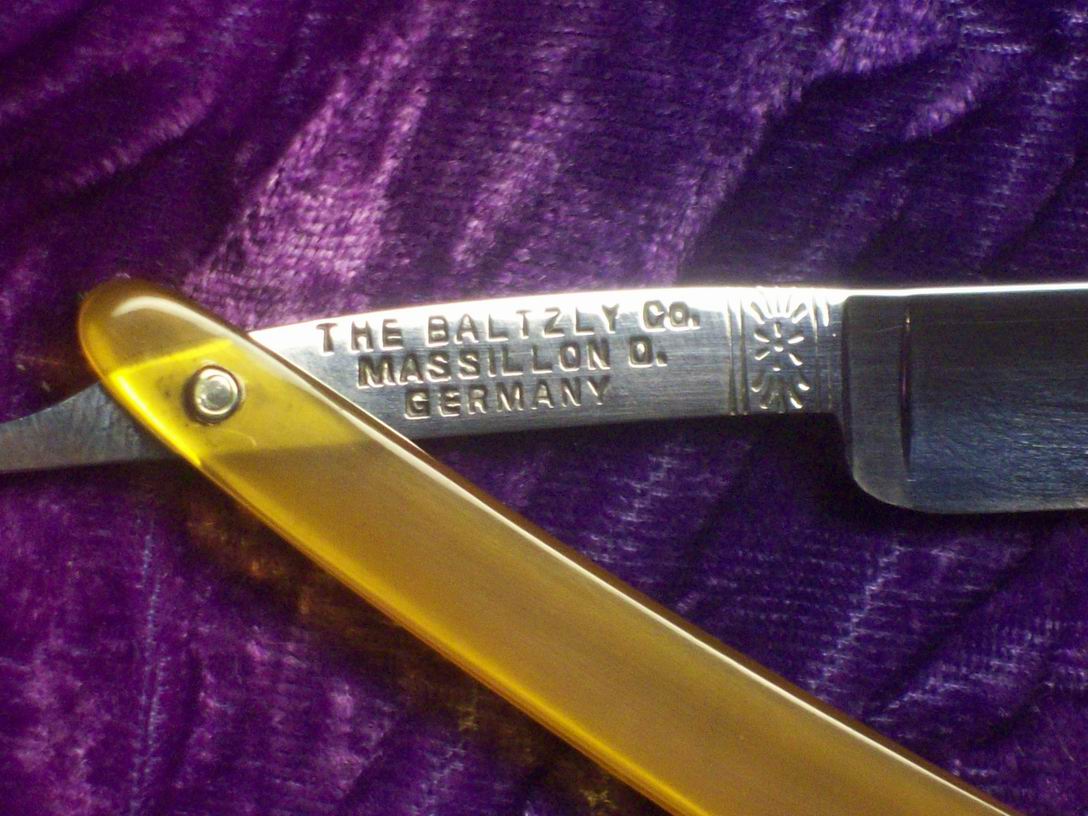 THE BALTZLY Co.
MASSILLON O.
GERMANY